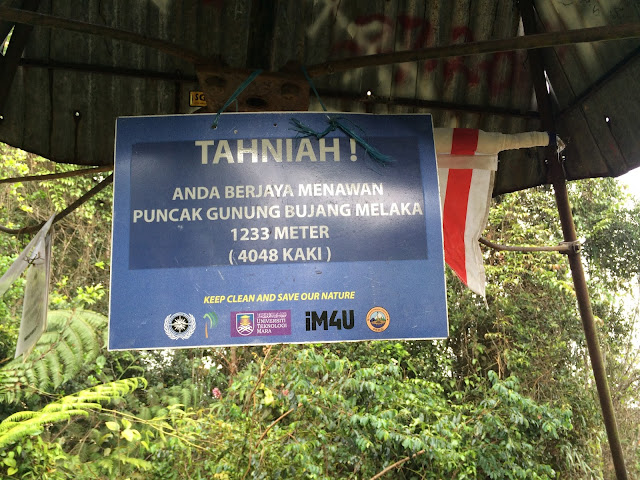 TAHNIAH !
ANDA BERJAYA MENAWAN
PUNCAK GUNUNG BUJANG MELAKA
1233 METER
( 4048 KAKI )
KEEP CLEAN AND SAVE OUR NATURE
UNIVERSITI
TEKNOLOGI
MARA
iM4U